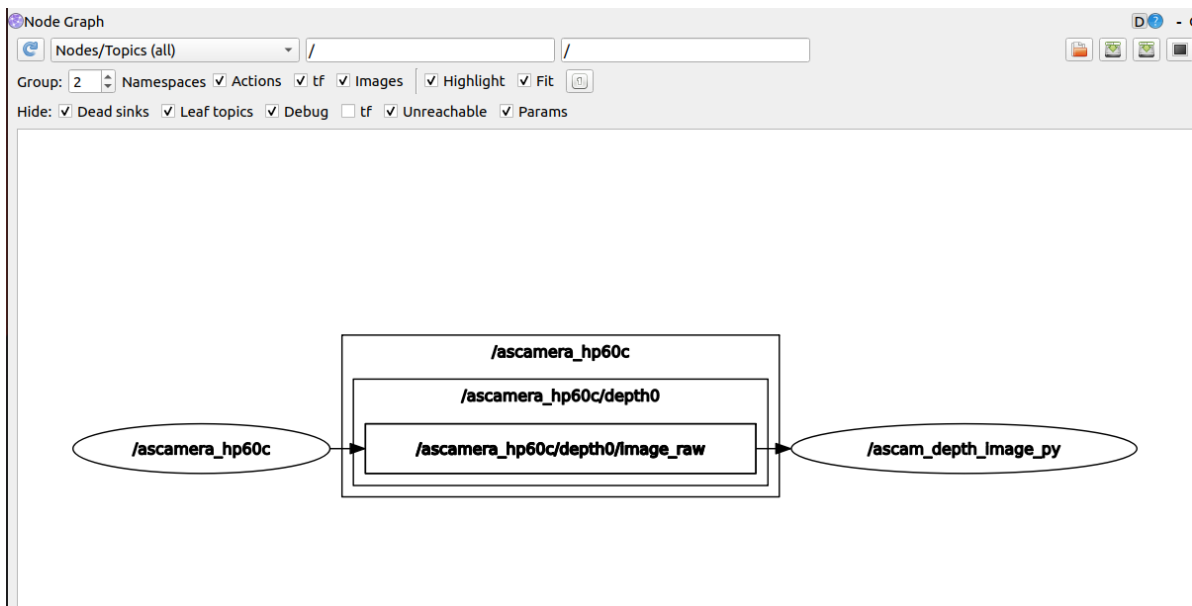 Node Graph
D
Nodes/Topics (all) / /
Group: 2 Namespaces Actions tf Images Highlight Fit
Hide: Dead sinks Leaf topics Debug tf Unreachable Params
/ascamera_hp60c
/ascamera_hp60c/depth0
/ascamera_hp60c /ascamera_hp60c/depth0/image_raw /ascam_depth_image_py